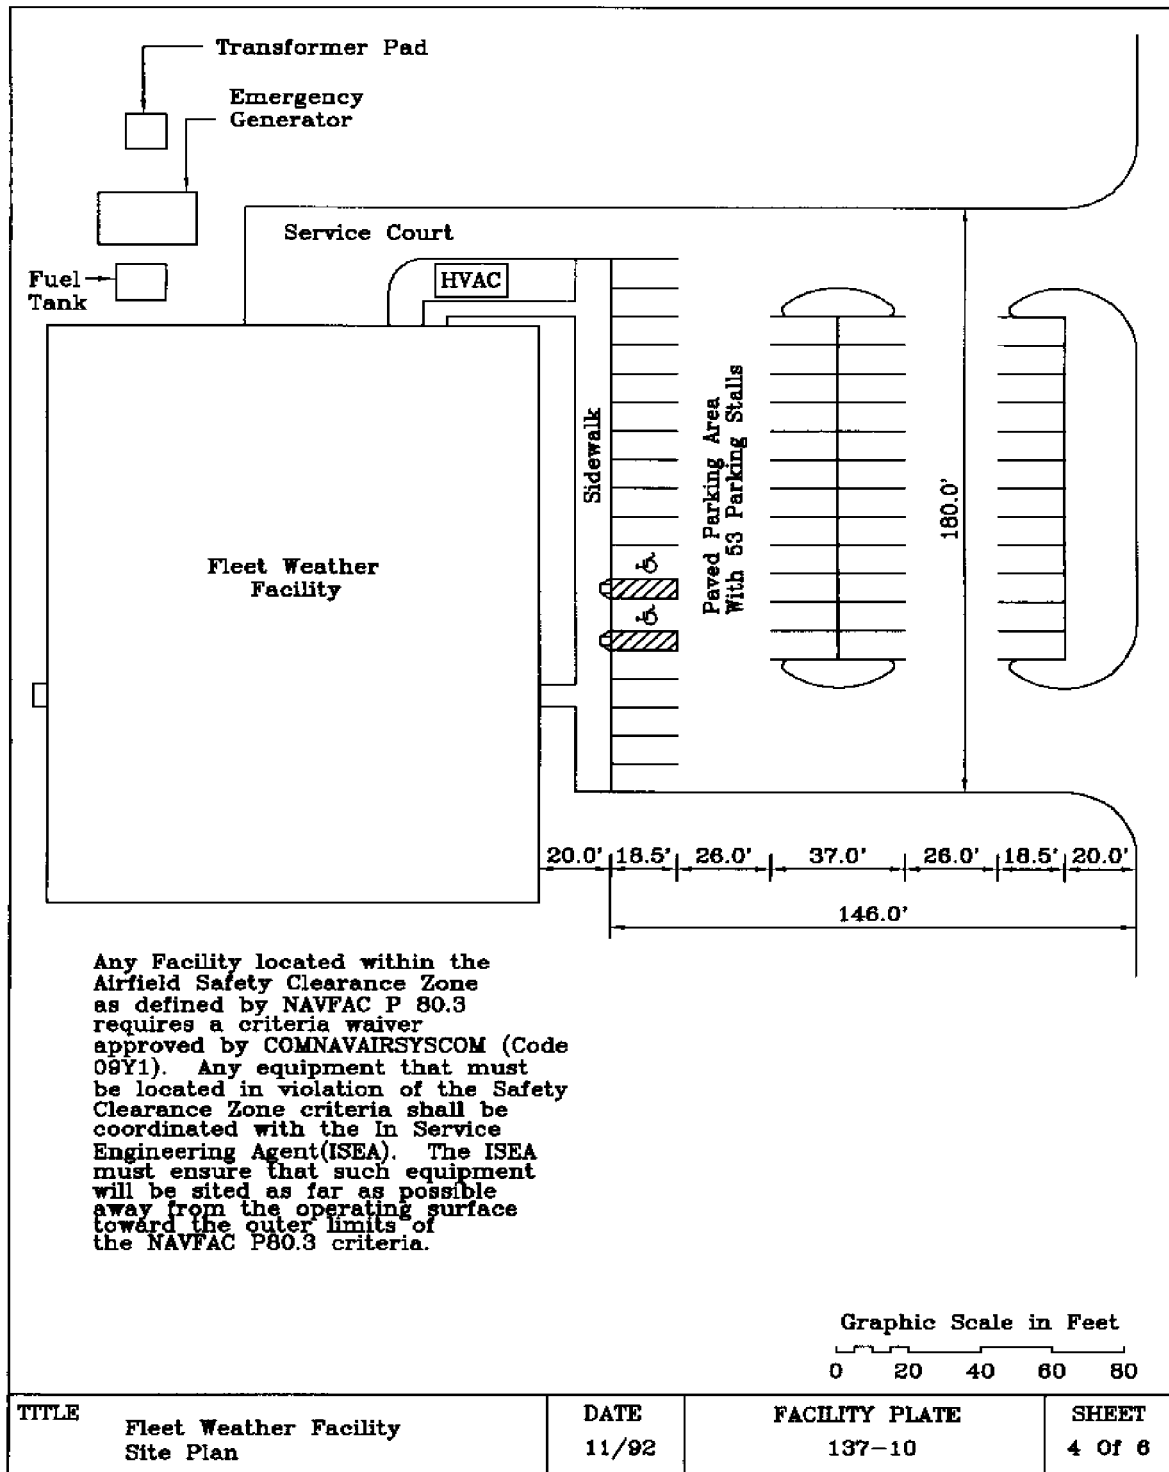 Transformer Pad
Emergency
Generator
Service Court
Fuel
Tank
HVAC
Sidewalk
Paved Parking Area
With 53 Parking Stalls
180.0'
Fleet Weather
Facility
20.0' 18.5' 26.0' 37.0' 26.0' 18.5' 20.0'
146.0'
Any Facility located within the
Airfield Safety Clearance Zone
as defined by NAVFAC P 80.3
requires a criteria waiver
approved by COMNAVAIRSYSCOM (Code
09Y1). Any equipment that must
be located in violation of the Safety
Clearance Zone criteria shall be
coordinated with the In Service
Engineering Agent(ISEA). The ISEA
must ensure that such equipment
will be sited as far as possible
away from the operating surface
toward the outer limits of
the NAVFAC P80.3 criteria.
Graphic Scale in Feet
0 20 40 60 80
TITLE
Fleet Weather Facility
Site Plan
DATE
11/92
FACILITY PLATE
137-10
SHEET
4 Of 6